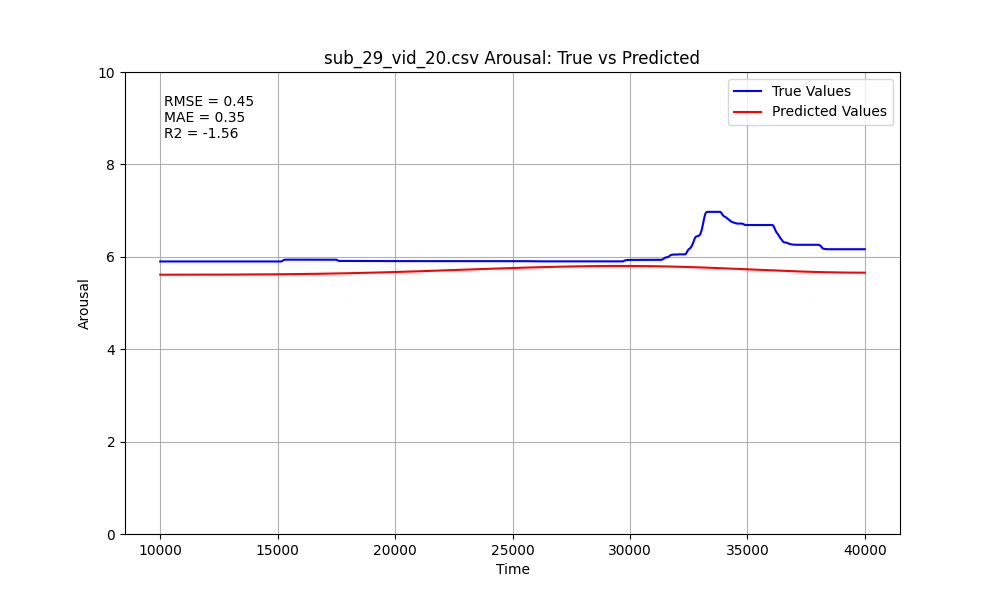 sub_29_vid_20.csv Arousal: True vs Predicted
10
8
6
4
2
0
Arousal
RMSE = 0.45
MAE = 0.35
R2 = -1.56
True Values
Predicted Values
10000
15000
20000
25000
30000
35000
40000
Time